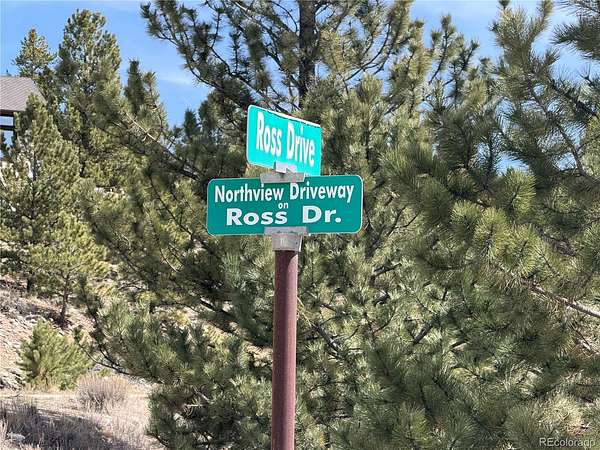 Ross Drive
Northview Driveway
on
Ross Dr.
REcolorado